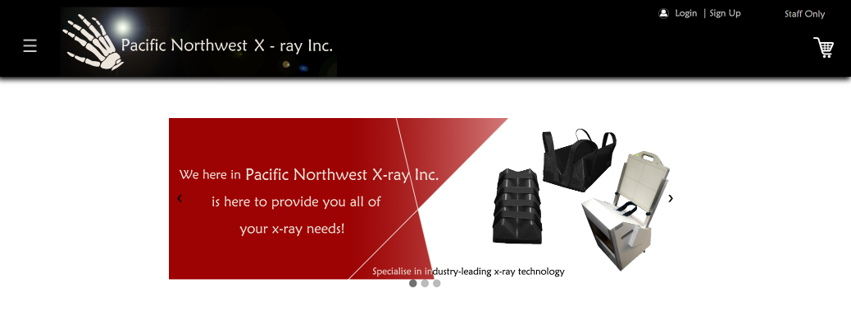 Login | Sign Up
Staff Only
Pacific Northwest X - ray Inc.
We here in Pacific Northwest X-ray Inc.
is here to provide you all of
your x-ray needs!
Specialise in industry-leading x-ray technology